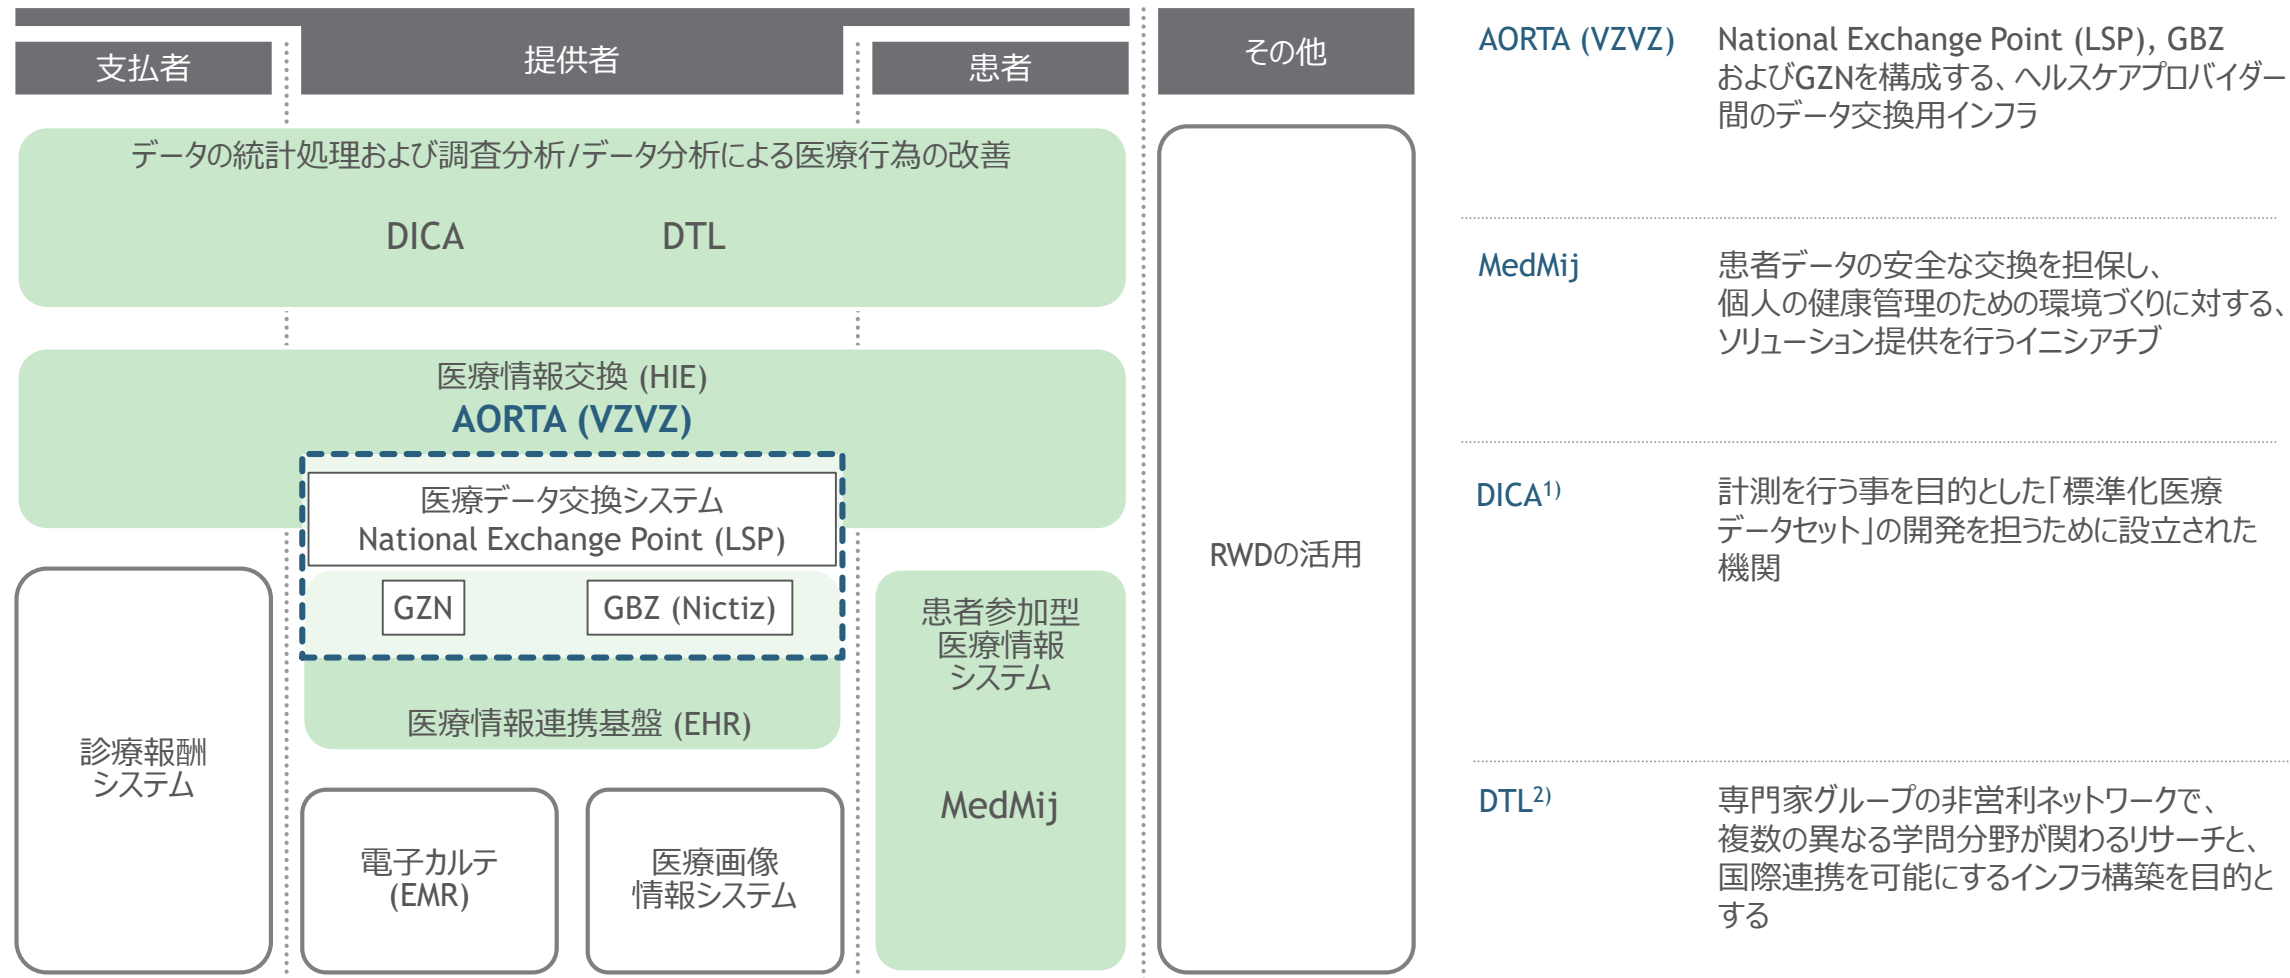 支払者
提供者
患者
その他
データの統計処理および調査分析/データ分析による医療行為の改善
DICA
DTL
医療情報交換 (HIE)
AORTA (VZVZ)
医療データ交換システム
National Exchange Point (LSP)
GZN
GBZ (Nictiz)
医療情報連携基盤 (EHR)
診療報酬
システム
電子カルテ
(EMR)
医療画像
情報システム
患者参加型
医療情報
システム
MedMij
RWDの活用
AORTA (VZVZ)
National Exchange Point (LSP), GBZ
およびGZNを構成する、ヘルスケアプロバイダー
間のデータ交換用インフラ
MedMij
患者データの安全な交換を担保し、
個人の健康管理のための環境づくりに対する、
ソリューション提供を行うイニシアチブ
DICA1)
計測を行う事を目的とした「標準化医療
データセット」の開発を担うために設立された
機関
DTL2)
専門家グループの非営利ネットワークで、
複数の異なる学問分野が関わるリサーチと、
国際連携を可能にするインフラ構築を目的と
する